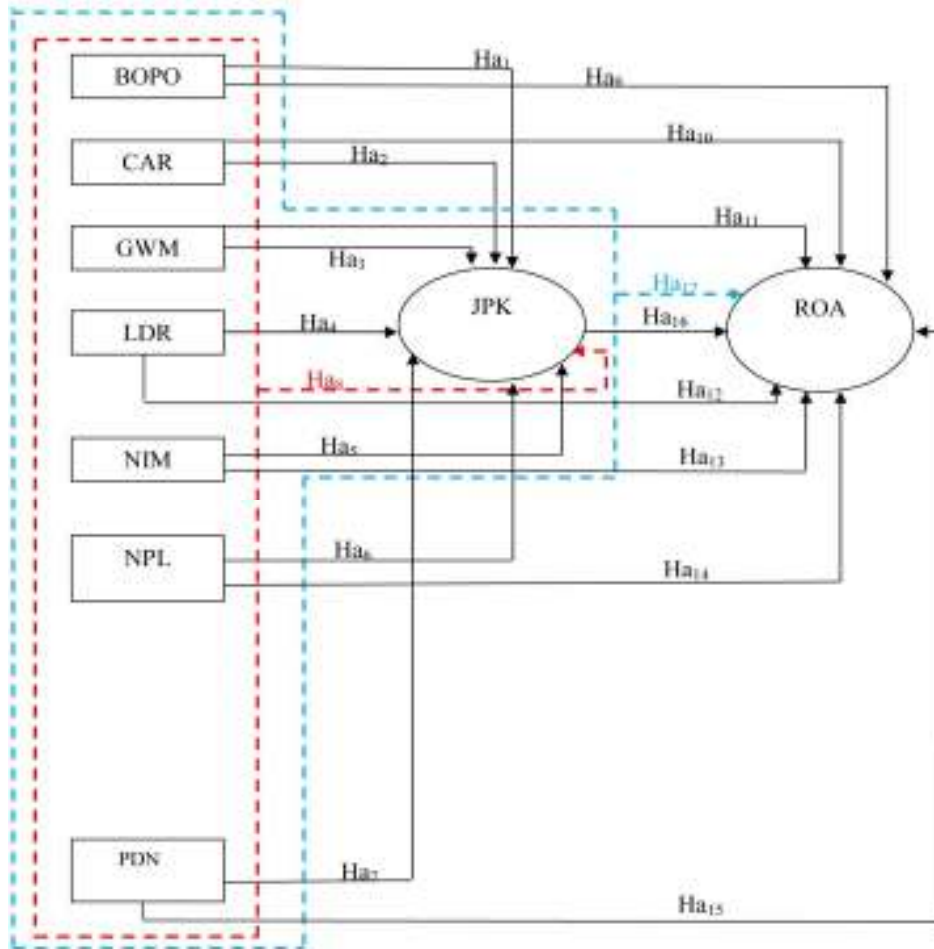 BOPO
Ha₁
Ha₉
CAR
Ha₂
Ha₁₀
GWM
Ha₃
Ha₁₁
JPK
Ha₁₇
ROA
LDR
Ha₄
Ha₁₆
Ha₈
Ha₁₂
NIM
Ha₅
Ha₁₃
NPL
Ha₆
Ha₁₄
PDN
Ha₇
Ha₁₅